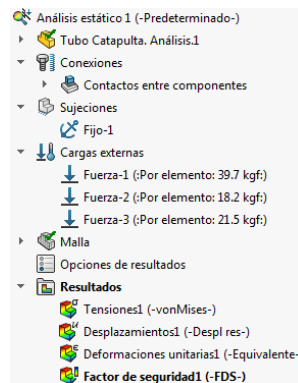 Análisis estático 1 (-Predeterminado-)
Tubo Catapulta. Análisis.1
Conexiones
Contactos entre componentes
Sujeciones
Fijo-1
Cargas externas
Fuerza-1 (:Por elemento: 39.7 kgf:)
Fuerza-2 (:Por elemento: 18.2 kgf:)
Fuerza-3 (:Por elemento: 21.5 kgf:)
Malla
Opciones de resultados
Resultados
Tensiones1 (-vonMises-)
Desplazamientos1 (-Despl res-)
Deformaciones unitarias1 (-Equivalente-
Factor de seguridad1 (-FDS-)